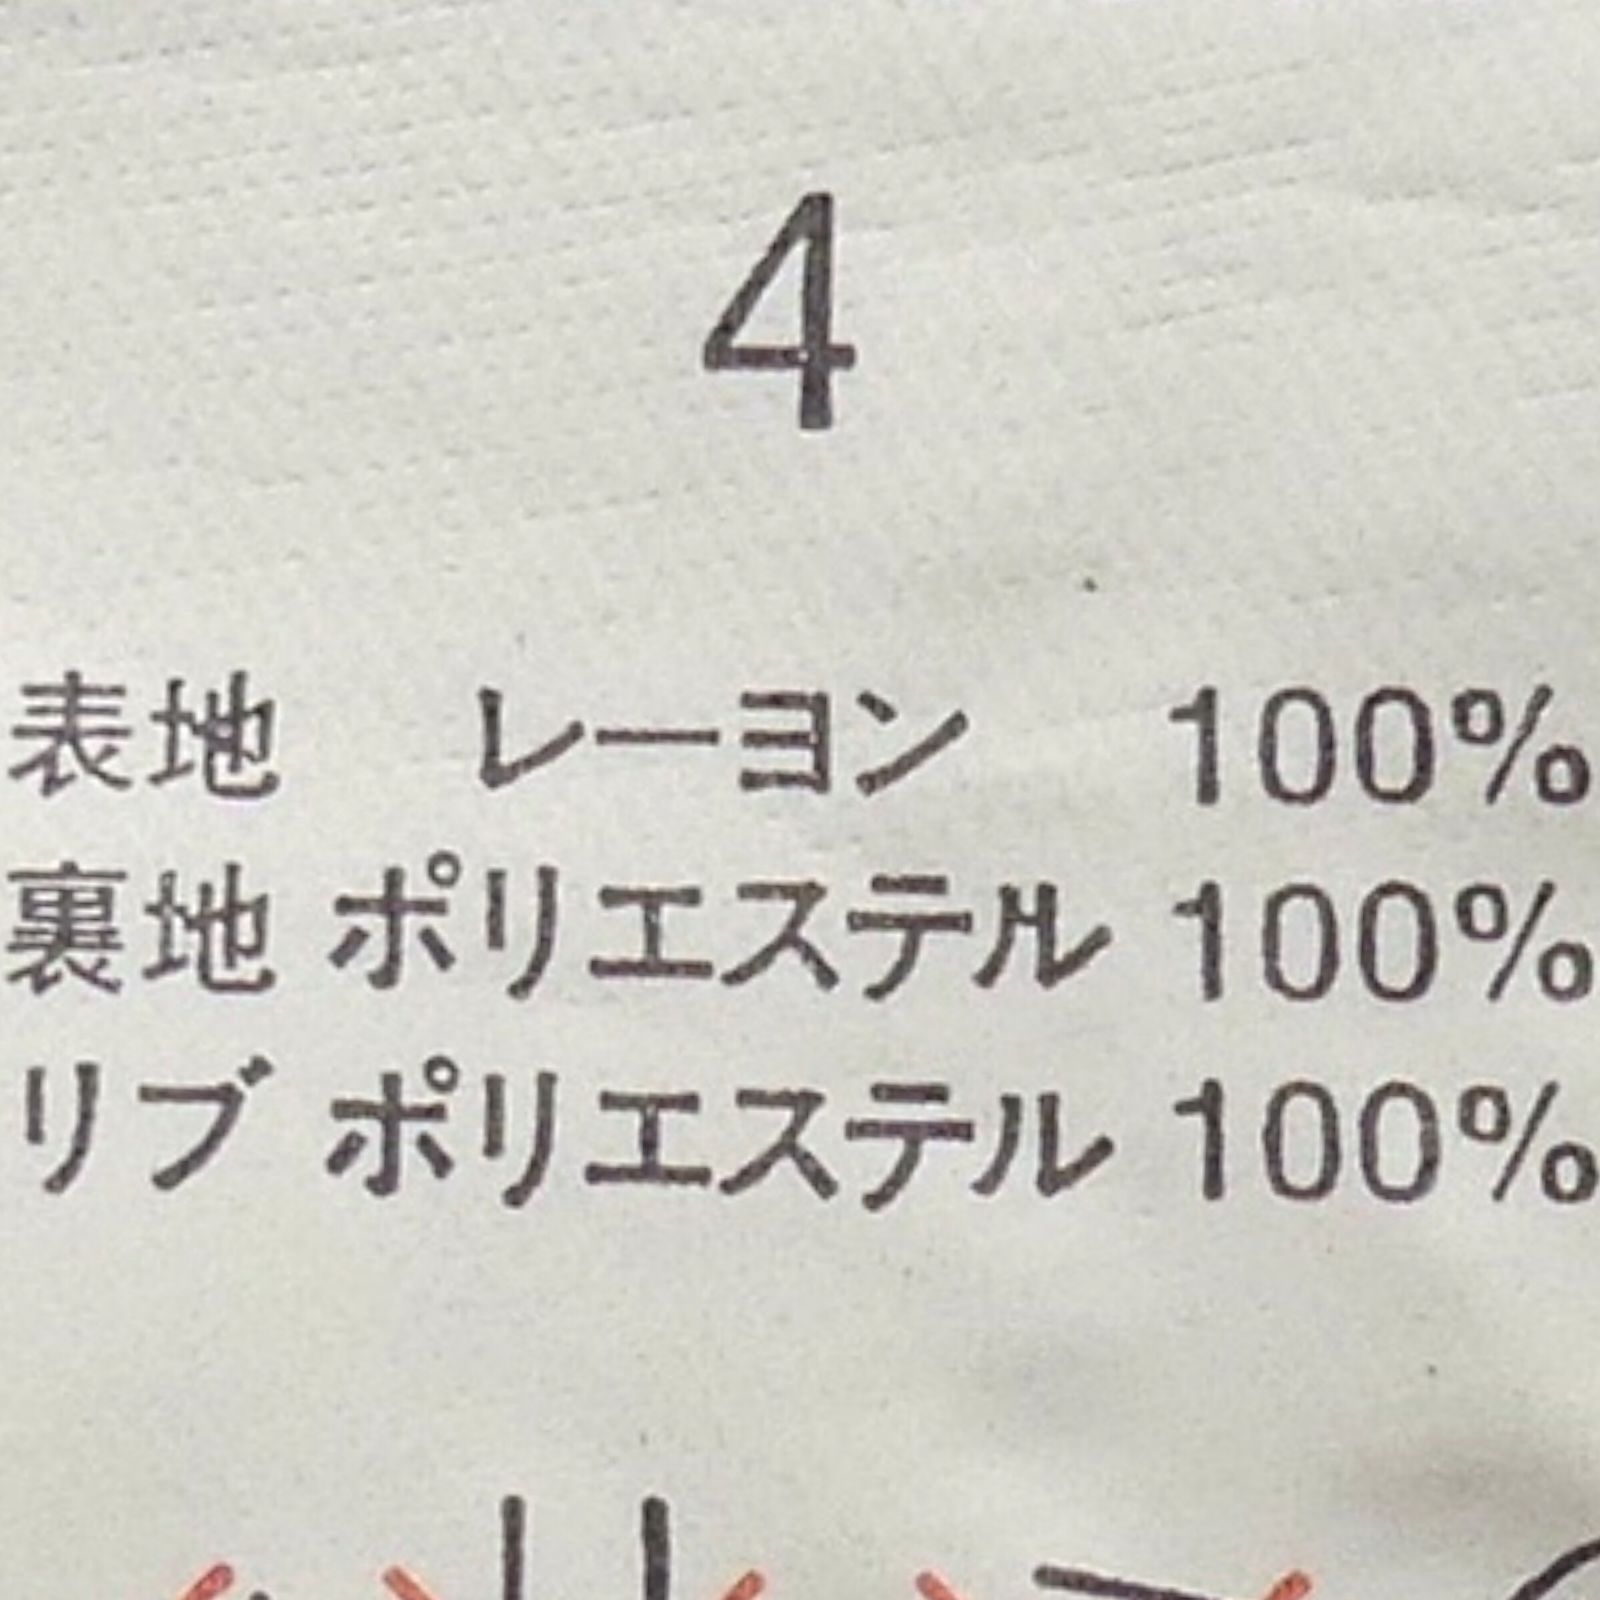 4
表地 レーヨン 100%
裏地 ポリエステル 100%
リブ ポリエステル 100%